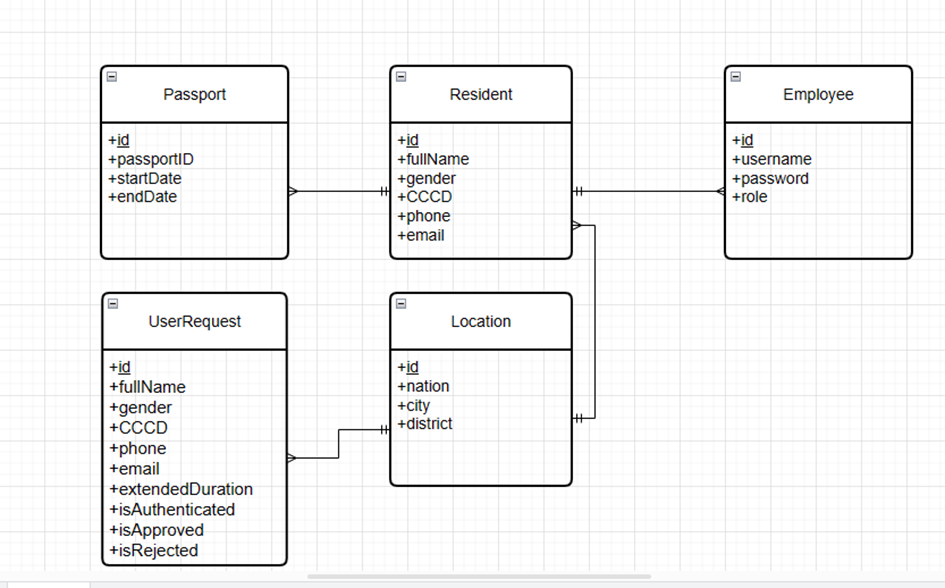 Passport
+id
+passportID
+startDate
+endDate
Resident
+id
+fullName
+gender
+CCCD
+phone
+email
Employee
+id
+username
+password
+role
UserRequest
+id
+fullName
+gender
+CCCD
+phone
+email
+extendedDuration
+isAuthenticated
+isApproved
+isRejected
Location
+id
+nation
+city
+district